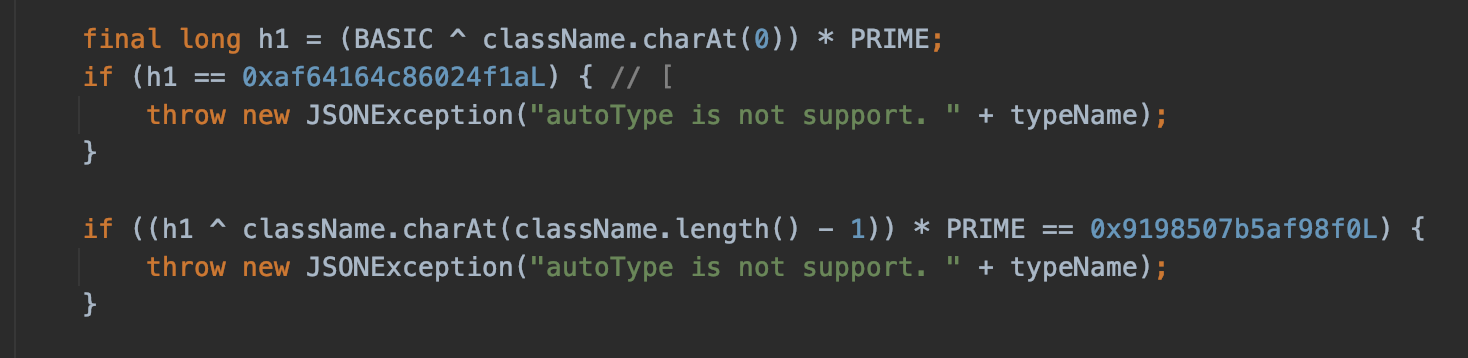 final long h1 = (BASIC ^ className.charAt(0)) * PRIME;
if (h1 == 0xaf64164c86024f1aL) { // [
throw new JSONException("autoType is not support. " + typeName);
}
if ((h1 ^ className.charAt(className.length() - 1)) * PRIME == 0x9198507b5af98f0L) {
throw new JSONException("autoType is not support. " + typeName);
}